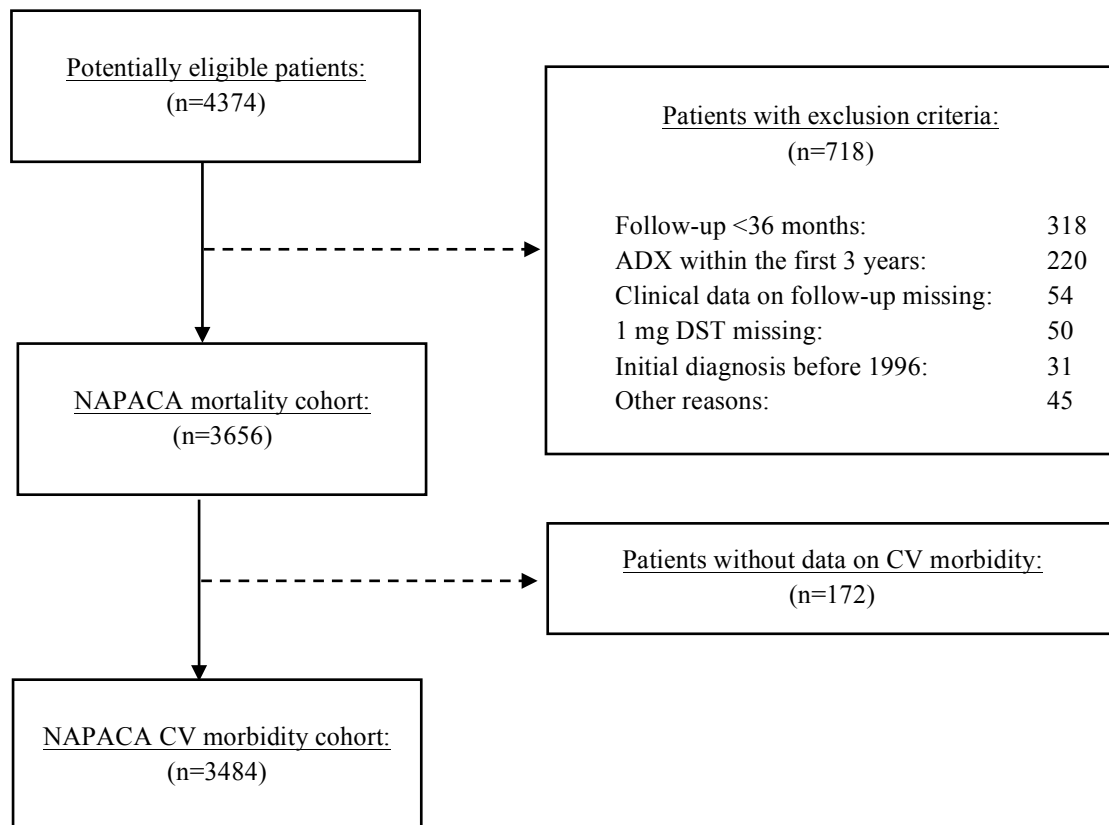 Potentially eligible patients:
(n=4374)
Patients with exclusion criteria:
(n=718)
Follow-up <36 months: 318
ADX within the first 3 years: 220
Clinical data on follow-up missing: 54
1 mg DST missing: 50
Initial diagnosis before 1996: 31
Other reasons: 45
NAPACA mortality cohort:
(n=3656)
Patients without data on CV morbidity:
(n=172)
NAPACA CV morbidity cohort:
(n=3484)